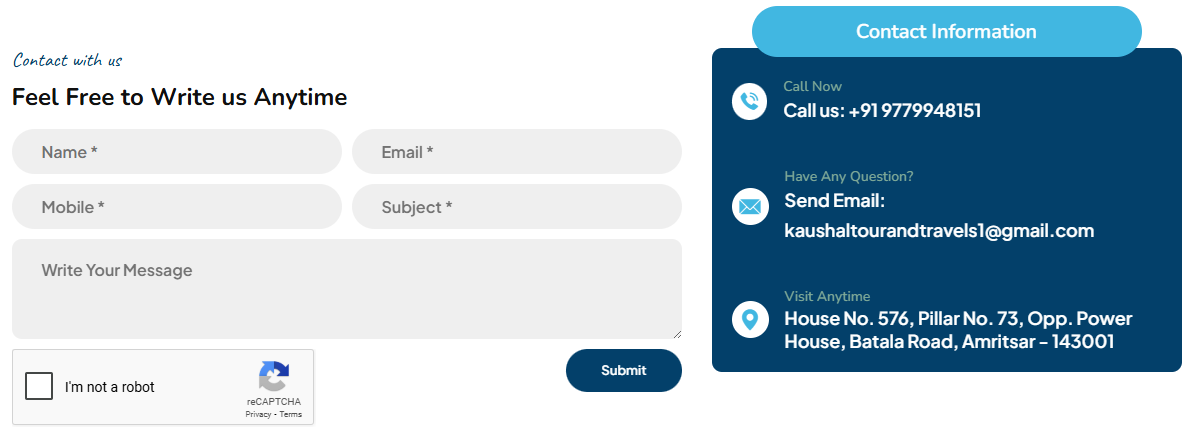 Contact with us
Feel Free to Write us Anytime
Name *
Email *
Mobile *
Subject *
Write Your Message
I'm not a robot
reCAPTCHA
Privacy - Terms
Submit
Contact Information
Call Now
Call us: +91 9779948151
Have Any Question?
Send Email:
kaushaltourandtravels1@gmail.com
Visit Anytime
House No. 576, Pillar No. 73, Opp. Power
House, Batala Road, Amritsar - 143001